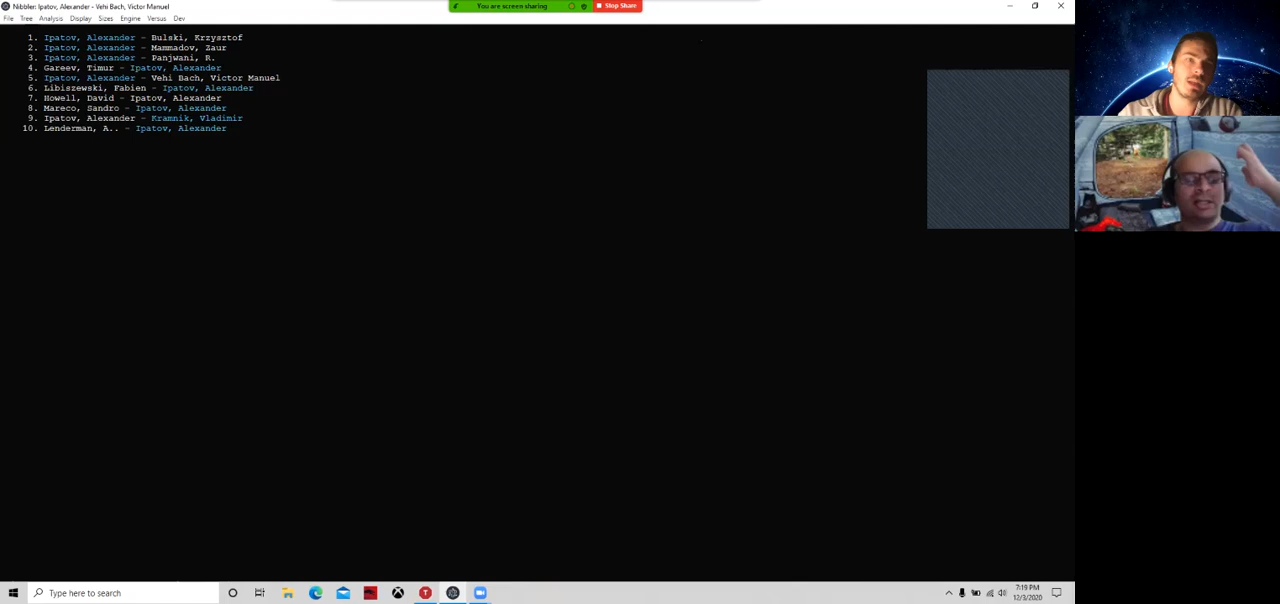 Nibbler: Ipatov, Alexander - Vehi Bach, Victor Manuel
You are screen sharing
Stop Share
File Tree Analysis Display Sizes Engine Versus Dev
1. Ipatov, Alexander - Bulski, Krzysztof
2. Ipatov, Alexander - Mammadov, Zaur
3. Ipatov, Alexander - Panjwani, R.
4. Gareev, Timur - Ipatov, Alexander
5. Ipatov, Alexander - Vehi Bach, Victor Manuel
6. Libiszewski, Fabien - Ipatov, Alexander
7. Howell, David - Ipatov, Alexander
8. Mareco, Sandro - Ipatov, Alexander
9. Ipatov, Alexander - Kramnik, Vladimir
10. Lenderman, A.. - Ipatov, Alexander
Type here to search
7:19 PM
12/3/2020